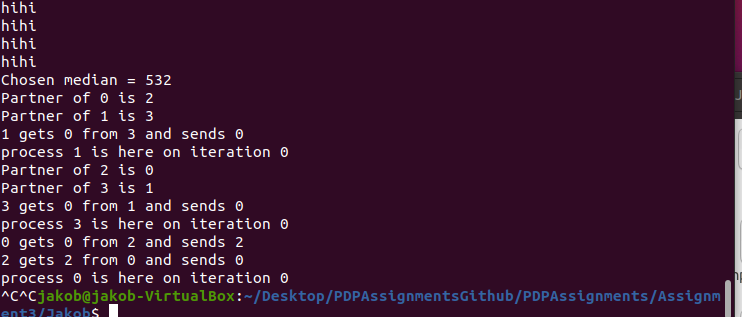 hihi
hihi
hihi
hihi
Chosen median = 532
Partner of 0 is 2
Partner of 1 is 3
1 gets 0 from 3 and sends 0
process 1 is here on iteration 0
Partner of 2 is 0
Partner of 3 is 1
3 gets 0 from 1 and sends 0
process 3 is here on iteration 0
0 gets 0 from 2 and sends 2
2 gets 2 from 0 and sends 0
process 0 is here on iteration 0
^C^Cjakob@jakob-VirtualBox:~/Desktop/PDPAssignmentsGithub/PDPAssignments/Assignm
ent3/Jakob$